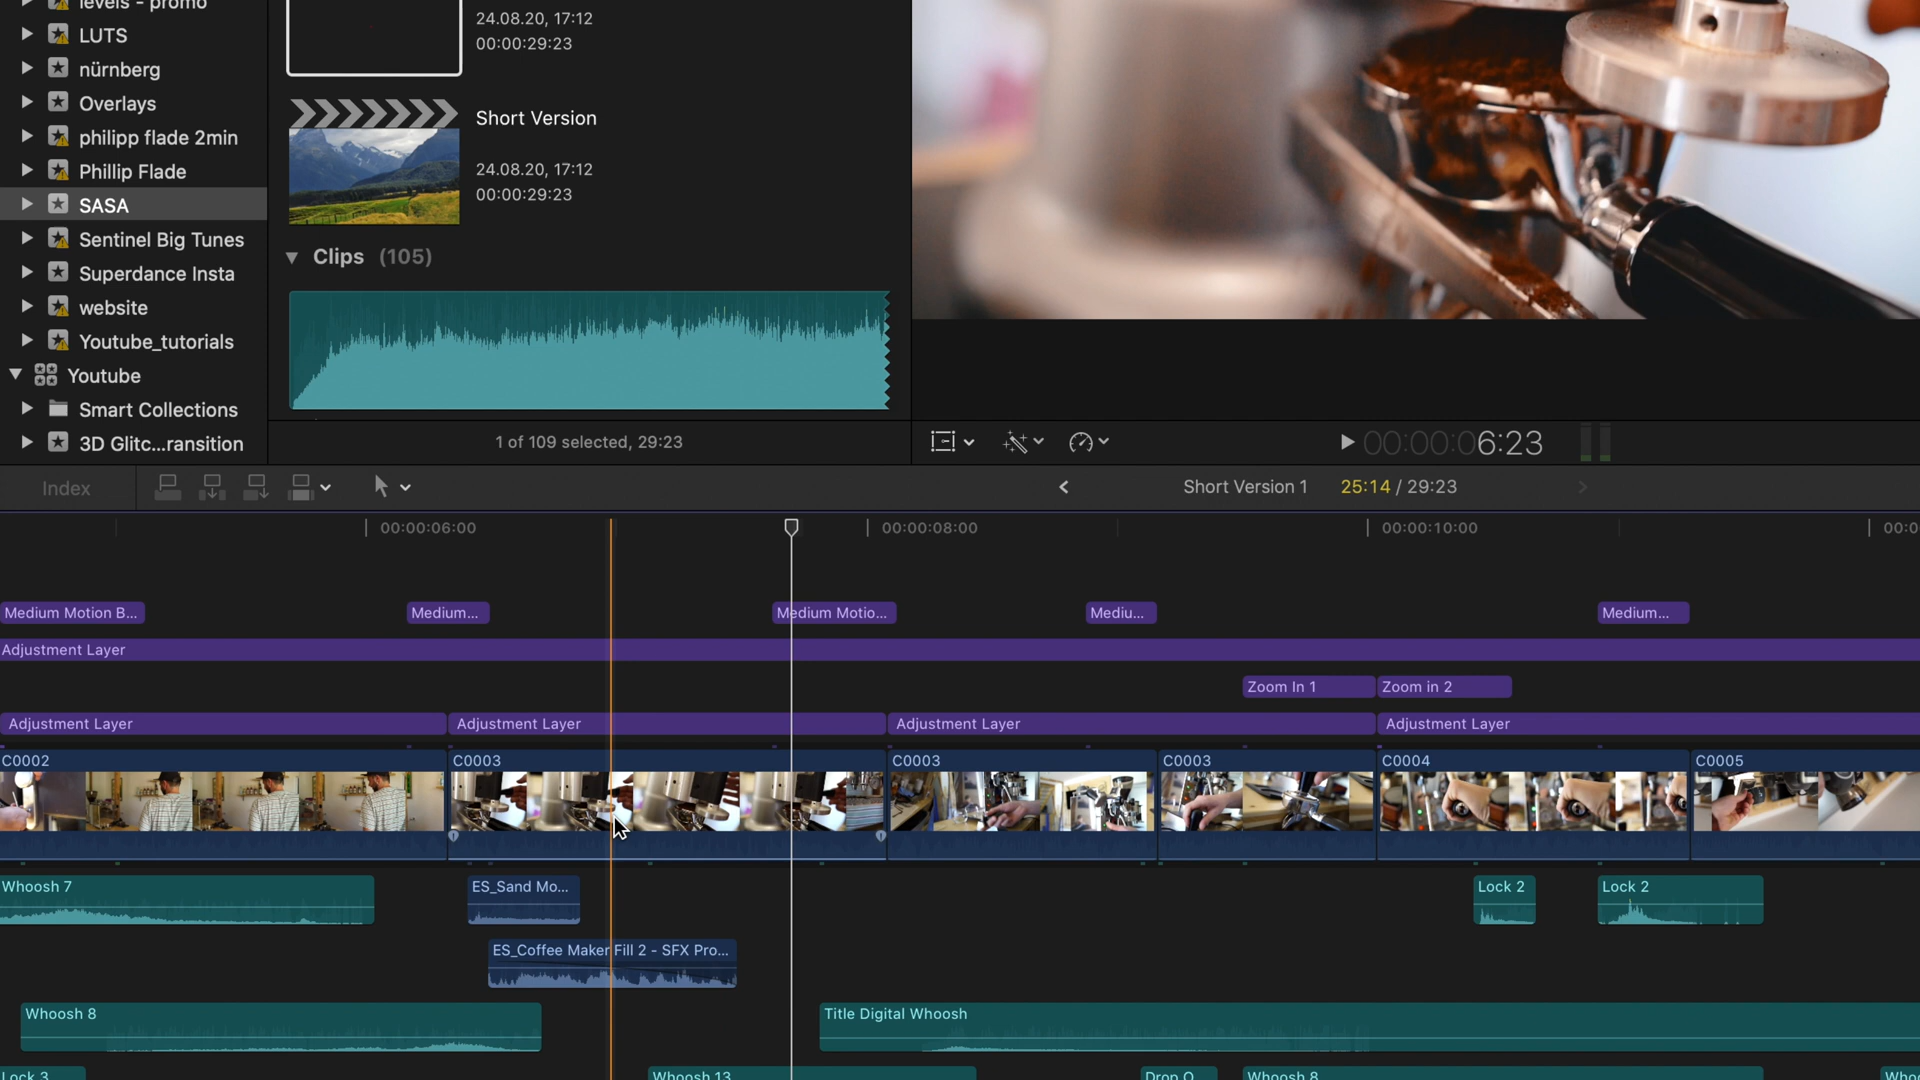 levels - promo
LUTS
nürnberg
Overlays
philipp flade 2min
Phillip Flade
SASA
Sentinel Big Tunes
Superdance Insta
website
Youtube_tutorials
Youtube
Smart Collections
3D Glitc...ransition
24.08.20, 17:12
00:00:29:23
Short Version
24.08.20, 17:12
00:00:29:23
Clips (105)
1 of 109 selected, 29:23
00:00:06:23
Index
Short Version 1 25:14 / 29:23
00:00:06:00 00:00:08:00 00:00:10:00 00:0
Medium Motion B... Medium... Medium Motio... Mediu... Medium...
Adjustment Layer
Zoom In 1 Zoom in 2
Adjustment Layer Adjustment Layer Adjustment Layer Adjustment Layer
C0002 C0003 C0003 C0003 C0004 C0005
Whoosh 7 ES_Sand Mo... Lock 2 Lock 2
ES_Coffee Maker Fill 2 - SFX Pro...
Whoosh 8 Title Digital Whoosh
Lock 3 Whoosh 13 Drop O Whoosh 8 Whoo